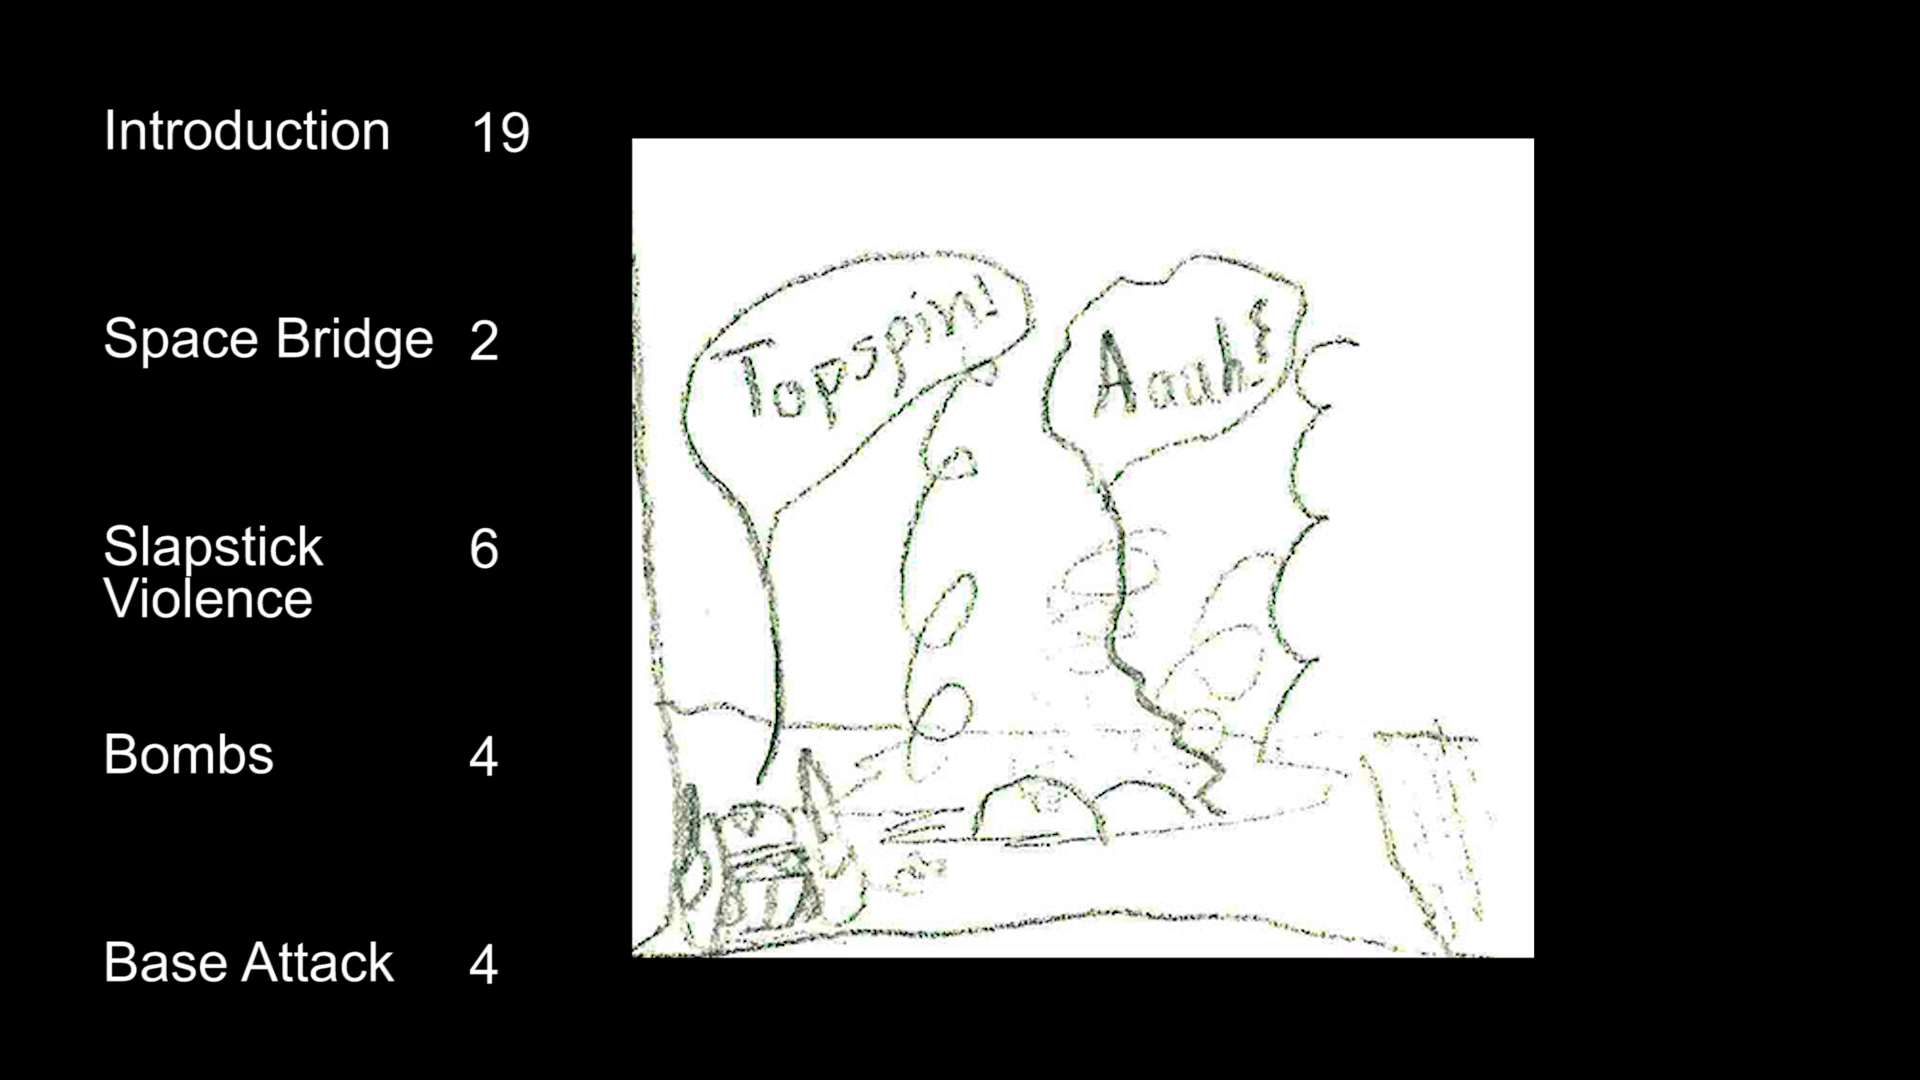 Introduction 19
Space Bridge 2
Slapstick
Violence 6
Bombs 4
Base Attack 4
Topspin!
Aauh!